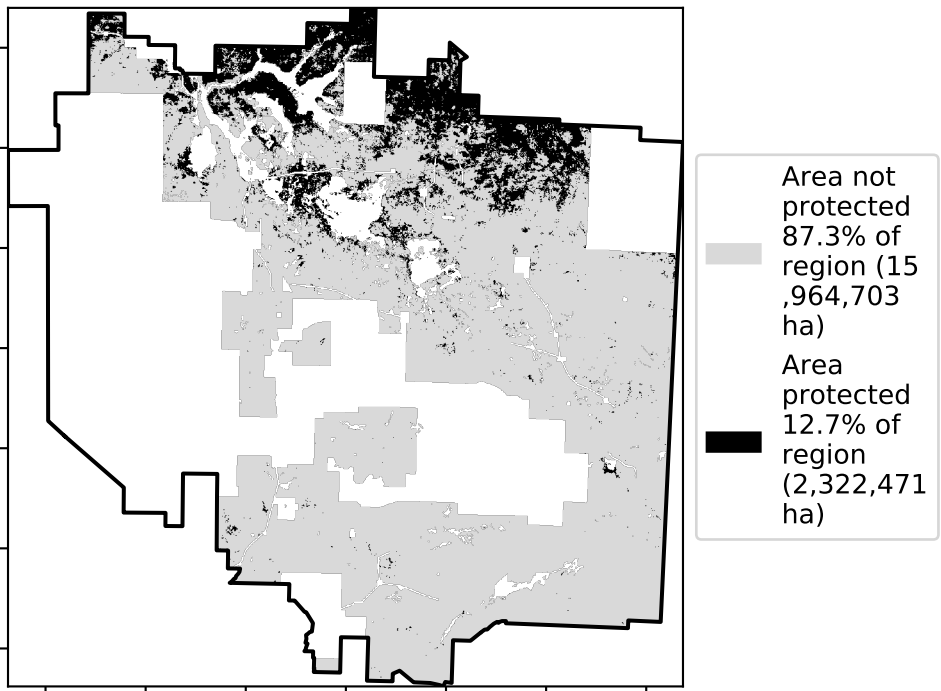 Area not
protected
87.3% of
region (15
,964,703
ha)
Area
protected
12.7% of
region
(2,322,471
ha)